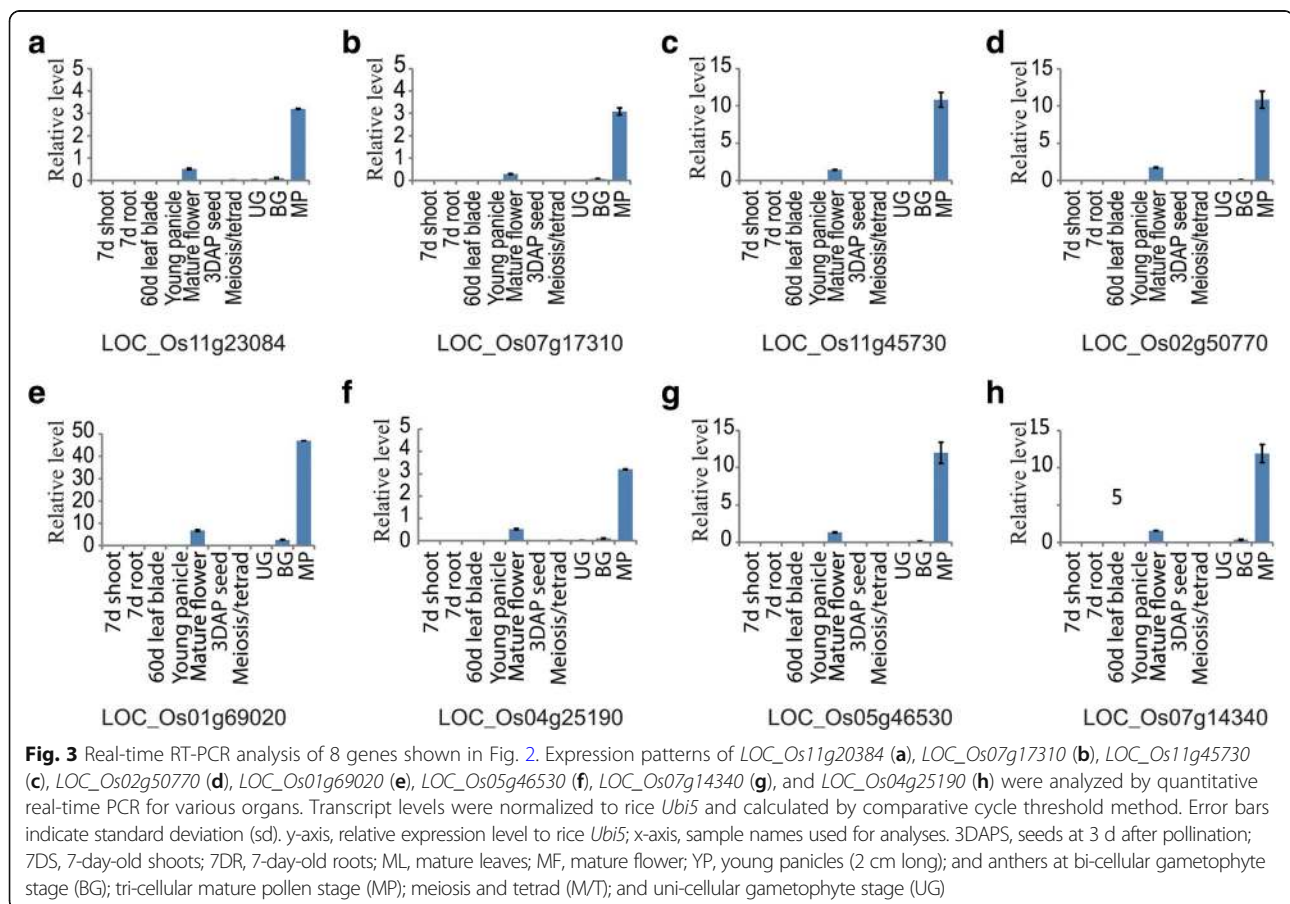 a
Relative level
5
4
3
2
1
0
7d shoot
7d root
60d leaf blade
Young panicle
Mature flower
3DAP seed
Meiosis/tetrad
UG
BG
MP
LOC_Os11g23084
b
Relative level
5
4
3
2
1
0
7d shoot
7d root
60d leaf blade
Young panicle
Mature flower
3DAP seed
Meiosis/tetrad
UG
BG
MP
LOC_Os07g17310
c
Relative level
15
10
5
0
7d shoot
7d root
60d leaf blade
Young panicle
Mature flower
3DAP seed
Meiosis/tetrad
UG
BG
MP
LOC_Os11g45730
d
Relative level
15
10
5
0
7d shoot
7d root
60d leaf blade
Young panicle
Mature flower
3DAP seed
Meiosis/tetrad
UG
BG
MP
LOC_Os02g50770
e
Relative level
50
40
30
20
10
0
7d shoot
7d root
60d leaf blade
Young panicle
Mature flower
3DAP seed
Meiosis/tetrad
UG
BG
MP
LOC_Os01g69020
f
Relative level
5
4
3
2
1
0
7d shoot
7d root
60d leaf blade
Young panicle
Mature flower
3DAP seed
Meiosis/tetrad
UG
BG
MP
LOC_Os04g25190
g
Relative level
15
10
5
0
7d shoot
7d root
60d leaf blade
Young panicle
Mature flower
3DAP seed
Meiosis/tetrad
UG
BG
MP
LOC_Os05g46530
h
Relative level
15
10
5
0
7d shoot
7d root
60d leaf blade
Young panicle
Mature flower
3DAP seed
Meiosis/tetrad
UG
BG
MP
LOC_Os07g14340
Fig. 3 Real-time RT-PCR analysis of 8 genes shown in Fig. 2. Expression patterns of LOC_Os11g20384 (a), LOC_Os07g17310 (b), LOC_Os11g45730
(c), LOC_Os02g50770 (d), LOC_Os01g69020 (e), LOC_Os05g46530 (f), LOC_Os07g14340 (g), and LOC_Os04g25190 (h) were analyzed by quantitative
real-time PCR for various organs. Transcript levels were normalized to rice Ubi5 and calculated by comparative cycle threshold method. Error bars
indicate standard deviation (sd). y-axis, relative expression level to rice Ubi5; x-axis, sample names used for analyses. 3DAPS, seeds at 3 d after pollination;
7DS, 7-day-old shoots; 7DR, 7-day-old roots; ML, mature leaves; MF, mature flower; YP, young panicles (2 cm long); and anthers at bi-cellular gametophyte
stage (BG); tri-cellular mature pollen stage (MP); meiosis and tetrad (M/T); and uni-cellular gametophyte stage (UG)